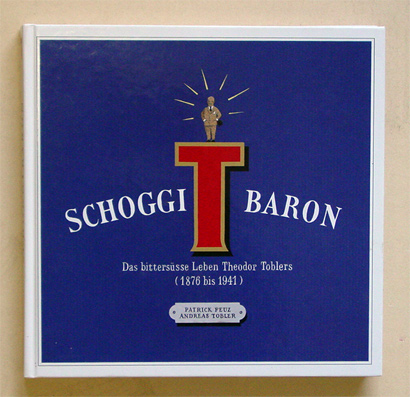 SCHOGGI T BARON
Das bittersüsse Leben Theodor Toblers
(1876 bis 1941)
PATRICK FEUZ
ANDREAS TOBLER